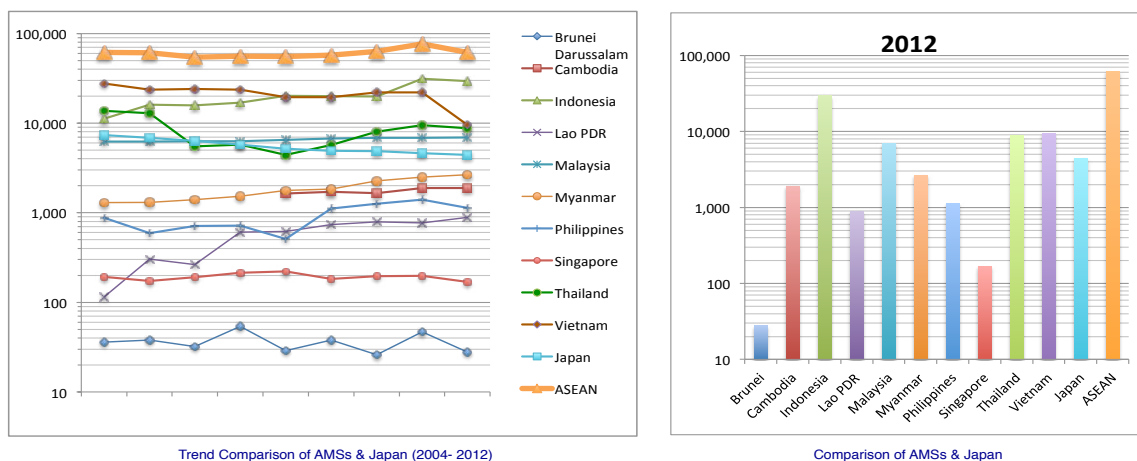 100,000
10,000
1,000
100
10
Brunei
Darussalam
Cambodia
Indonesia
Lao PDR
Malaysia
Myanmar
Philippines
Singapore
Thailand
Vietnam
Japan
ASEAN
Trend Comparison of AMSs & Japan (2004- 2012)
2012
100,000
10,000
1,000
100
10
Brunei
Cambodia
Indonesia
Lao PDR
Malaysia
Myanmar
Philippines
Singapore
Thailand
Vietnam
Japan
ASEAN
Comparison of AMSs & Japan